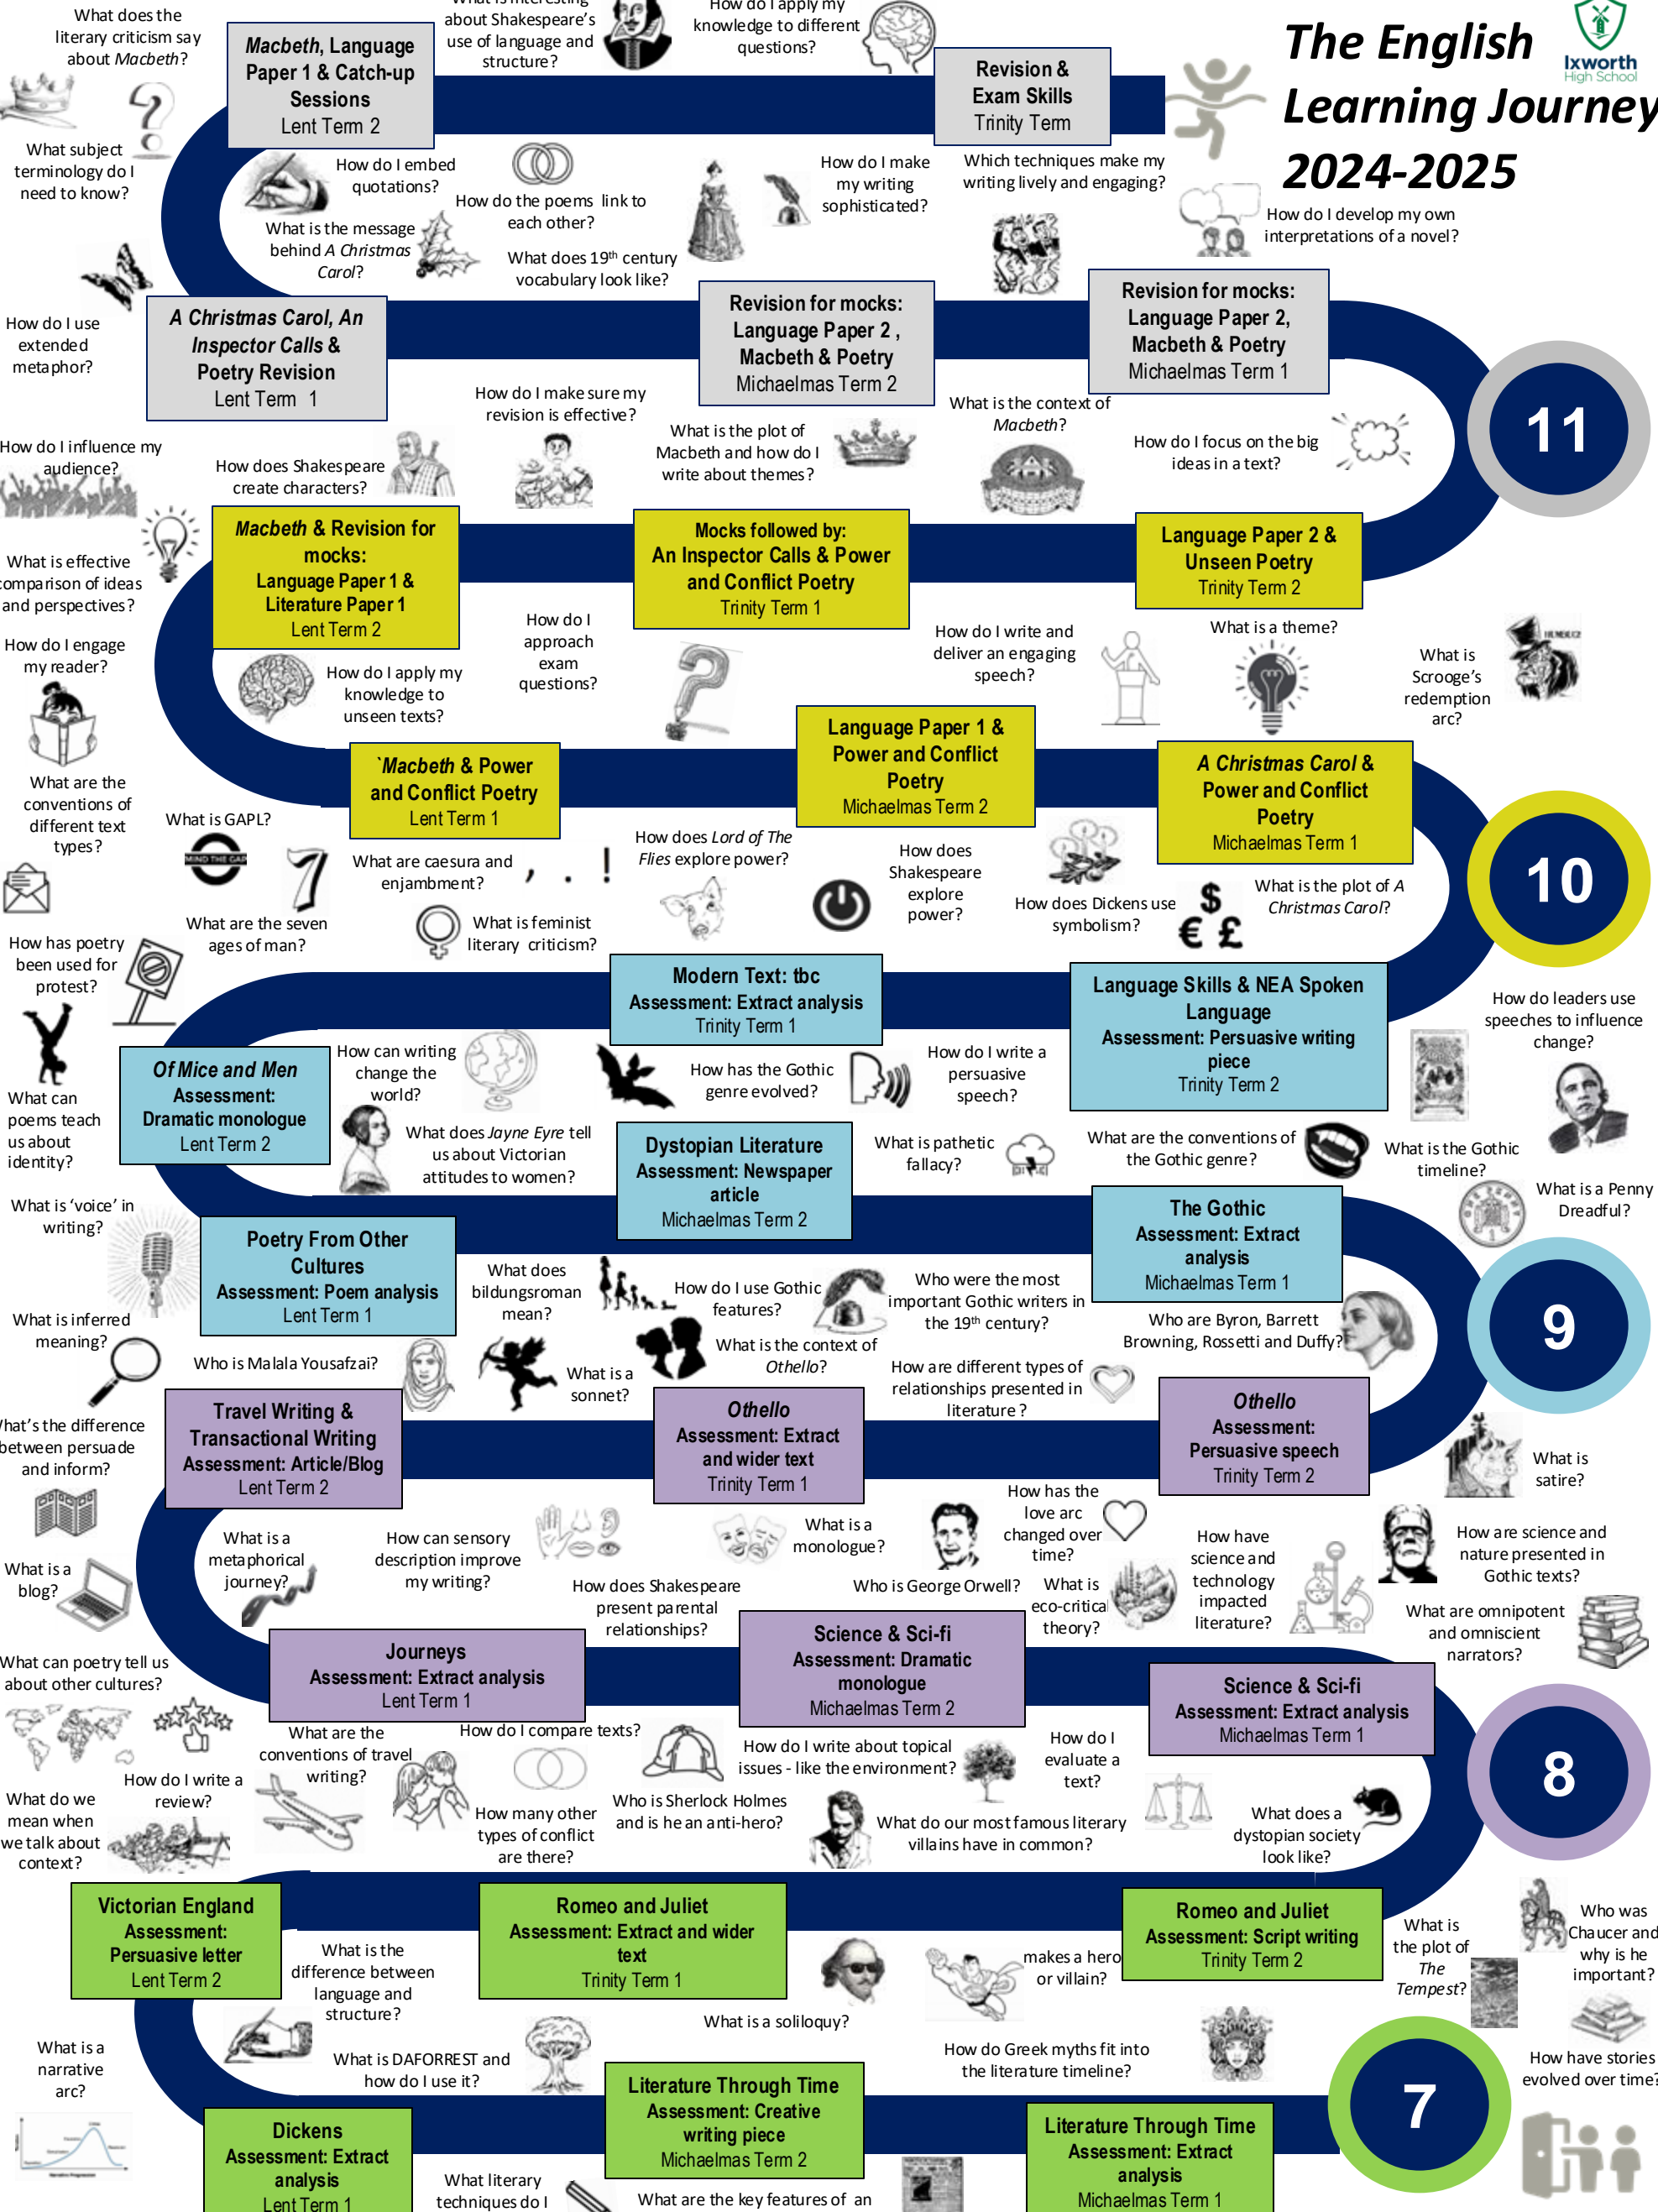 What does the
literary criticism say
about Macbeth?
about Shakespeare's
use of language and
structure?
How do I apply my
knowledge to different
questions?
The English
Learning Journey
2024-2025
Ixworth
High School
Macbeth, Language
Paper 1 & Catch-up
Sessions
Lent Term 2
Revision &
Exam Skills
Trinity Term
What subject
terminology do I
need to know?
How do I embed
quotations?
How do the poems link to
each other?
How do I make
my writing
sophisticated?
Which techniques make my
writing lively and engaging?
How do I develop my own
interpretations of a novel?
What is the message
behind A Christmas
Carol?
What does 19th century
vocabulary look like?
How do I use
extended
metaphor?
A Christmas Carol, An
Inspector Calls &
Poetry Revision
Lent Term 1
Revision for mocks:
Language Paper 2 ,
Macbeth & Poetry
Michaelmas Term 2
Revision for mocks:
Language Paper 2,
Macbeth & Poetry
Michaelmas Term 1
11
How do I influence my
audience?
How does Shakespeare
create characters?
How do I make sure my
revision is effective?
What is the plot of
Macbeth and how do I
write about themes?
What is the context of
Macbeth?
How do I focus on the big
ideas in a text?
What is effective
comparison of ideas
and perspectives?
Macbeth & Revision for
mocks:
Language Paper 1 &
Literature Paper 1
Lent Term 2
Mocks followed by:
An Inspector Calls & Power
and Conflict Poetry
Trinity Term 1
Language Paper 2 &
Unseen Poetry
Trinity Term 2
How do I engage
my reader?
How do I apply my
knowledge to
unseen texts?
How do I
approach
exam
questions?
How do I write and
deliver an engaging
speech?
What is a theme?
What is
Scrooge's
redemption
arc?
HUMBUG
What are the
conventions of
different text
types?
`Macbeth & Power
and Conflict Poetry
Lent Term 1
Language Paper 1 &
Power and Conflict
Poetry
Michaelmas Term 2
A Christmas Carol &
Power and Conflict
Poetry
Michaelmas Term 1
10
What is GAPL?
MIND THE GAP
7
What are caesura and
enjambment?
, . !
How does Lord of The
Flies explore power?
How does
Shakespeare
explore
power?
How does Dickens use
symbolism?
$
€ £
What is the plot of A
Christmas Carol?
What are the seven
ages of man?
What is feminist
literary criticism?
How has poetry
been used for
protest?
Modern Text: tbc
Assessment: Extract analysis
Trinity Term 1
Language Skills & NEA Spoken
Language
Assessment: Persuasive writing
piece
Trinity Term 2
How do leaders use
speeches to influence
change?
Of Mice and Men
Assessment:
Dramatic monologue
Lent Term 2
How can writing
change the
world?
How has the Gothic
genre evolved?
How do I write a
persuasive
speech?
What can
poems teach
us about
identity?
What does Jayne Eyre tell
us about Victorian
attitudes to women?
Dystopian Literature
Assessment: Newspaper
article
Michaelmas Term 2
What is pathetic
fallacy?
What are the conventions of
the Gothic genre?
What is the Gothic
timeline?
What is a Penny
Dreadful?
What is 'voice' in
writing?
Poetry From Other
Cultures
Assessment: Poem analysis
Lent Term 1
The Gothic
Assessment: Extract
analysis
Michaelmas Term 1
9
What does
bildungsroman
mean?
How do I use Gothic
features?
Who were the most
important Gothic writers in
the 19th century?
Who are Byron, Barrett
Browning, Rossetti and Duffy?
What is inferred
meaning?
Who is Malala Yousafzai?
What is a
sonnet?
What is the context of
Othello?
How are different types of
relationships presented in
literature ?
Travel Writing &
Transactional Writing
Assessment: Article/Blog
Lent Term 2
Othello
Assessment: Extract
and wider text
Trinity Term 1
Othello
Assessment:
Persuasive speech
Trinity Term 2
What's the difference
between persuade
and inform?
What is
satire?
What is a
blog?
What is a
metaphorical
journey?
How can sensory
description improve
my writing?
What is a
monologue?
How has the
love arc
changed over
time?
How have
science and
technology
impacted
literature?
How are science and
nature presented in
Gothic texts?
How does Shakespeare
present parental
relationships?
Who is George Orwell?
What is
eco-critical
theory?
What are omnipotent
and omniscient
narrators?
Journeys
Assessment: Extract analysis
Lent Term 1
Science & Sci-fi
Assessment: Dramatic
monologue
Michaelmas Term 2
Science & Sci-fi
Assessment: Extract analysis
Michaelmas Term 1
8
What can poetry tell us
about other cultures?
What are the
conventions of travel
writing?
How do I compare texts?
How do I write about topical
issues - like the environment?
How do I
evaluate a
text?
How do I write a
review?
What do we
mean when
we talk about
context?
How many other
types of conflict
are there?
Who is Sherlock Holmes
and is he an anti-hero?
What do our most famous literary
villains have in common?
What does a
dystopian society
look like?
Victorian England
Assessment:
Persuasive letter
Lent Term 2
Romeo and Juliet
Assessment: Extract and wider
text
Trinity Term 1
Romeo and Juliet
Assessment: Script writing
Trinity Term 2
What is
the plot of
The
Tempest?
Who was
Chaucer and
why is he
important?
What is the
difference between
language and
structure?
makes a hero
or villain?
What is a soliloquy?
What is a
narrative
arc?
What is DAFORREST and
how do I use it?
How do Greek myths fit into
the literature timeline?
How have stories
evolved over time?
7
Dickens
Assessment: Extract
analysis
Lent Term 1
Literature Through Time
Assessment: Creative
writing piece
Michaelmas Term 2
Literature Through Time
Assessment: Extract
analysis
Michaelmas Term 1
What literary
techniques do I
What are the key features of an